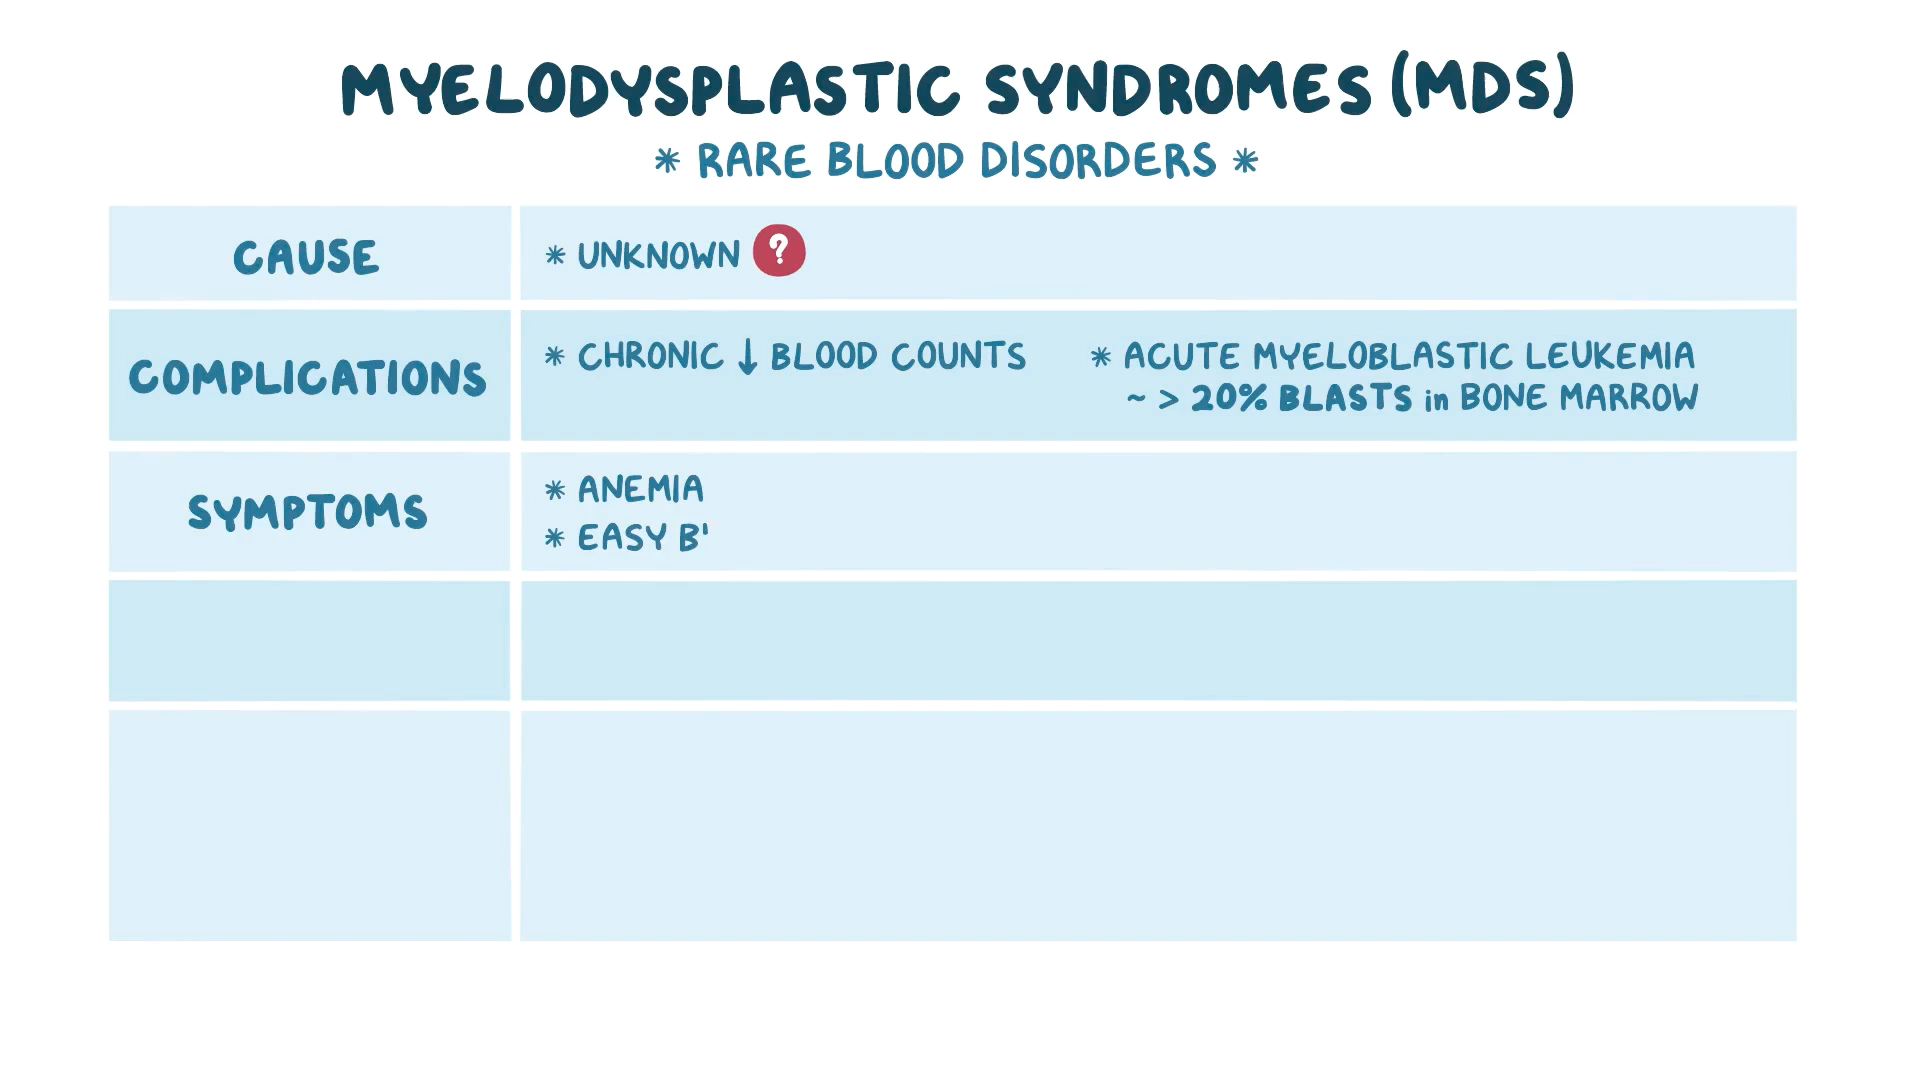 MYELODYSPLASTIC SYNDROMES (MDS)
* RARE BLOOD DISORDERS *
CAUSE
* UNKNOWN ?
COMPLICATIONS
* CHRONIC ↓ BLOOD COUNTS
* ACUTE MYELOBLASTIC LEUKEMIA
~ > 20% BLASTS in BONE MARROW
SYMPTOMS
* ANEMIA
* EASY B'